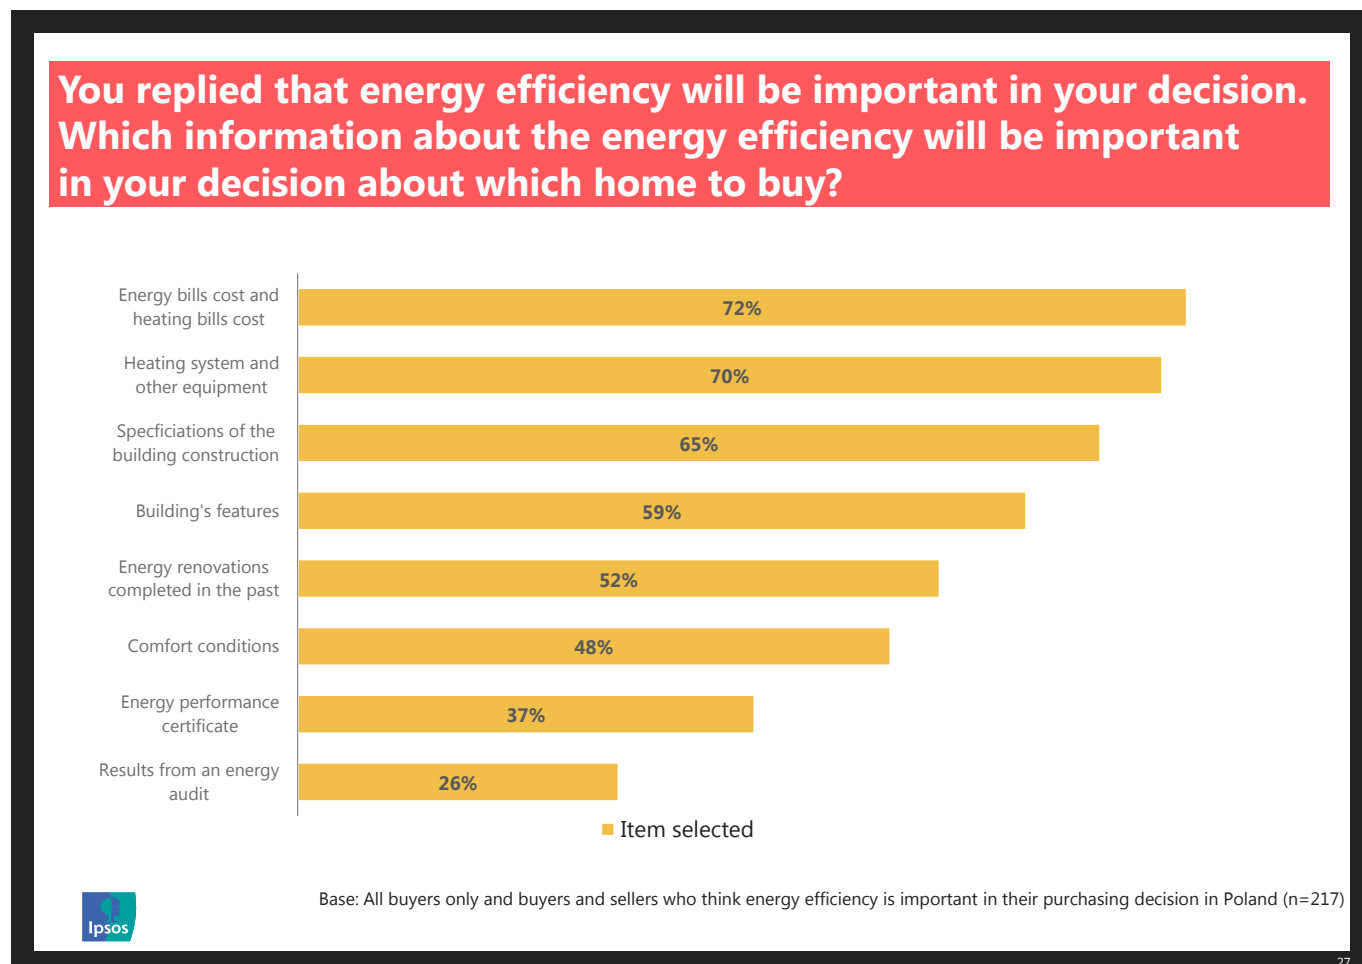 You replied that energy efficiency will be important in your decision.
Which information about the energy efficiency will be important
in your decision about which home to buy?
Energy bills cost and
heating bills cost
72%
Heating system and
other equipment
70%
Specficiations of the
building construction
65%
Building's features
59%
Energy renovations
completed in the past
52%
Comfort conditions
48%
Energy performance
certificate
37%
Results from an energy
audit
26%
Item selected
Base: All buyers only and buyers and sellers who think energy efficiency is important in their purchasing decision in Poland (n=217)
Ipsos
27